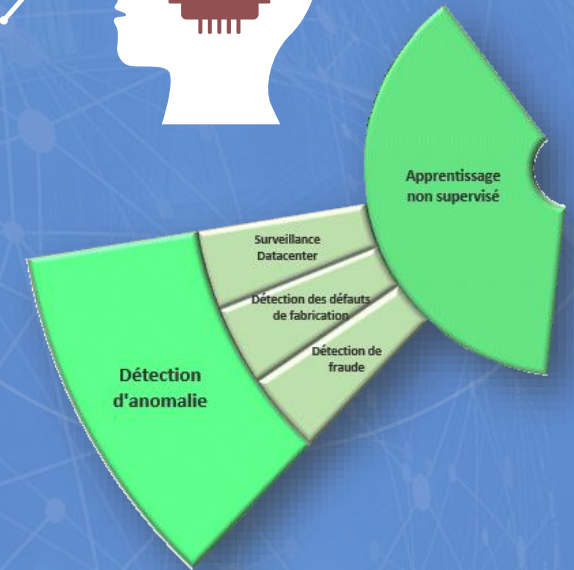 Apprentissage
non supervisé
Surveillance
Datacenter
Détection des défauts
de fabrication
Détection de
fraude
Détection
d'anomalie